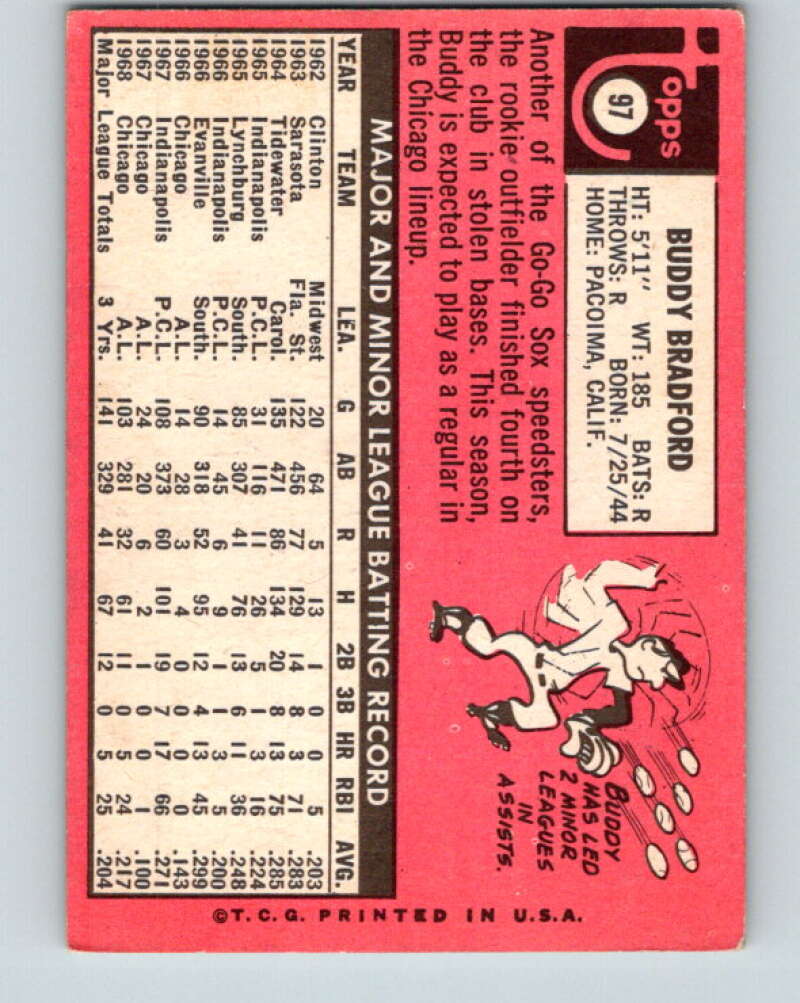 Topps
97
BUDDY BRADFORD
HT: 5'11" WT: 185 BATS: R
THROWS: R BORN: 7/25/44
HOME: PACOIMA, CALIF.
Another of the Go-Go Sox speedsters,
the rookie outfielder finished fourth on
the club in stolen bases. This season,
Buddy is expected to play as a regular in
the Chicago lineup.
BUDDY
HAS LED
2 MINOR
LEAGUES
IN
ASSISTS.
MAJOR AND MINOR LEAGUE BATTING RECORD
YEAR TEAM LEA. G AB R H 2B 3B HR RBI AVG.
1962 Clinton Midwest 20 64 5 13 1 0 0 5 .203
1963 Sarasota Fla. St. 122 456 77 129 14 8 3 71 .283
1964 Tidewater Carol. 135 471 86 134 20 8 13 75 .285
1965 Indianapolis P.C.L. 31 116 11 26 5 1 3 16 .224
1965 Lynchburg South. 85 307 41 76 13 6 11 36 .248
1966 Indianapolis P.C.L. 14 45 6 9 1 1 3 5 .200
1966 Evanville South. 90 318 52 95 12 4 13 45 .299
1966 Chicago A.L. 14 28 3 4 0 0 0 0 .143
1967 Indianapolis P.C.L. 108 373 60 101 19 7 17 66 .271
1967 Chicago A.L. 24 20 6 2 1 0 0 1 .100
1968 Chicago A.L. 103 281 32 61 11 0 5 24 .217
Major League Totals 3 Yrs. 141 329 41 67 12 0 5 25 .204
©T.C.G. PRINTED IN U.S.A.